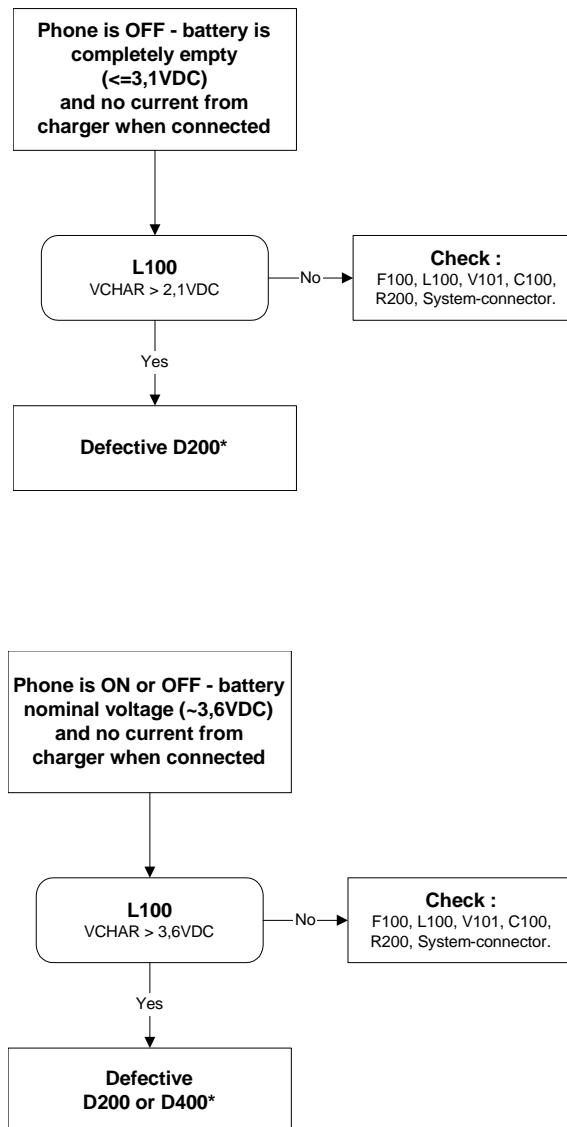 Phone is OFF - battery is
completely empty
(<=3,1VDC)
and no current from
charger when connected
L100
VCHAR > 2,1VDC
No
Check :
F100, L100, V101, C100,
R200, System-connector.
Yes
Defective D200*
Phone is ON or OFF - battery
nominal voltage (~3,6VDC)
and no current from
charger when connected
L100
VCHAR > 3,6VDC
No
Check :
F100, L100, V101, C100,
R200, System-connector.
Yes
Defective
D200 or D400*